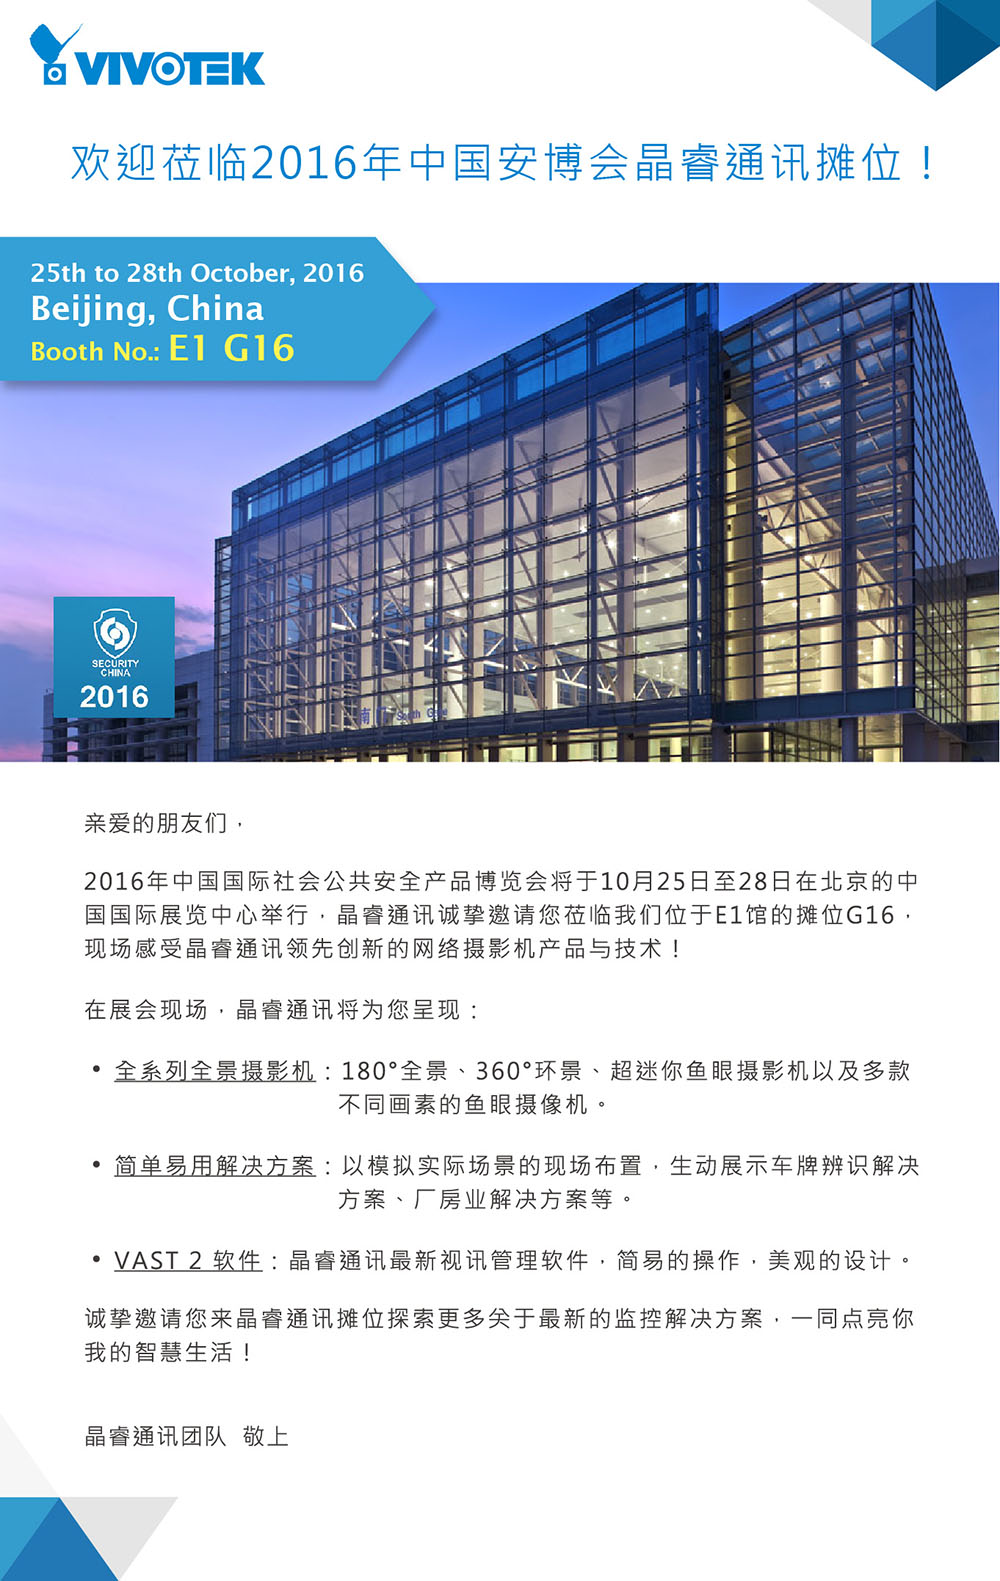 VIVOTEK
欢迎莅临2016年中国安博会晶睿通讯摊位！
25th to 28th October, 2016
Beijing, China
Booth No.: E1 G16
南门 South Gate
SECURITY
CHINA
2016
亲爱的朋友们，
2016年中国国际社会公共安全产品博览会将于10月25日至28日在北京的中
国国际展览中心举行，晶睿通讯诚挚邀请您莅临我们位于E1馆的摊位G16，
现场感受晶睿通讯领先创新的网络摄影机产品与技术！
在展会现场，晶睿通讯将为您呈现：
• 全系列全景摄影机：180°全景、360°环景、超迷你鱼眼摄影机以及多款
不同画素的鱼眼摄像机。
• 简单易用解决方案：以模拟实际场景的现场布置，生动展示车牌辨识解决
方案、厂房业解决方案等。
• VAST 2 软件：晶睿通讯最新视讯管理软件，简易的操作，美观的设计。
诚挚邀请您来晶睿通讯摊位探索更多关于最新的监控解决方案，一同点亮你
我的智慧生活！
晶睿通讯团队 敬上